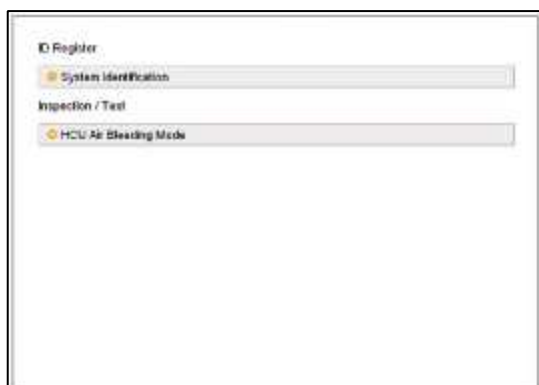 ID Register
System Identification
Inspection / Test
HCU Air Bleeding Mode